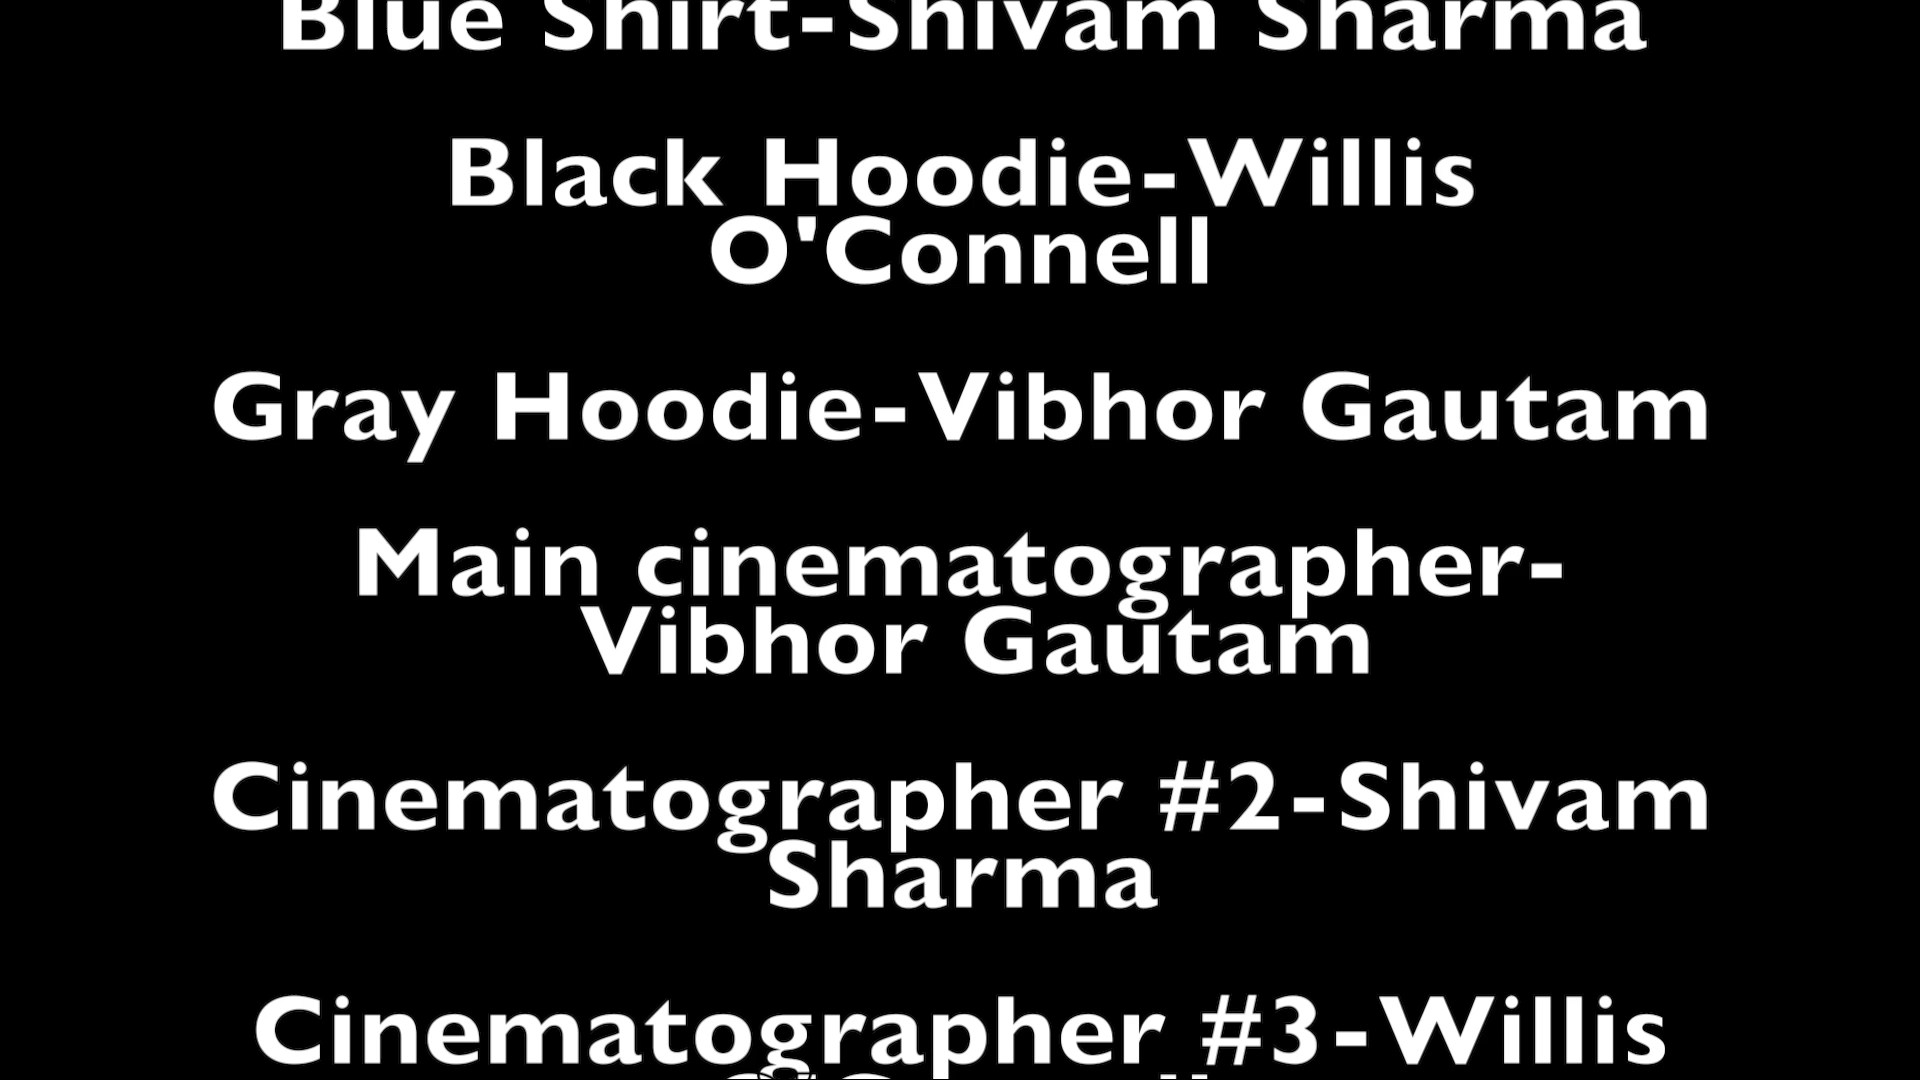 Blue Shirt-Shivam Sharma
Black Hoodie-Willis
O'Connell
Gray Hoodie-Vibhor Gautam
Main cinematographer-
Vibhor Gautam
Cinematographer #2-Shivam
Sharma
Cinematographer #3-Willis